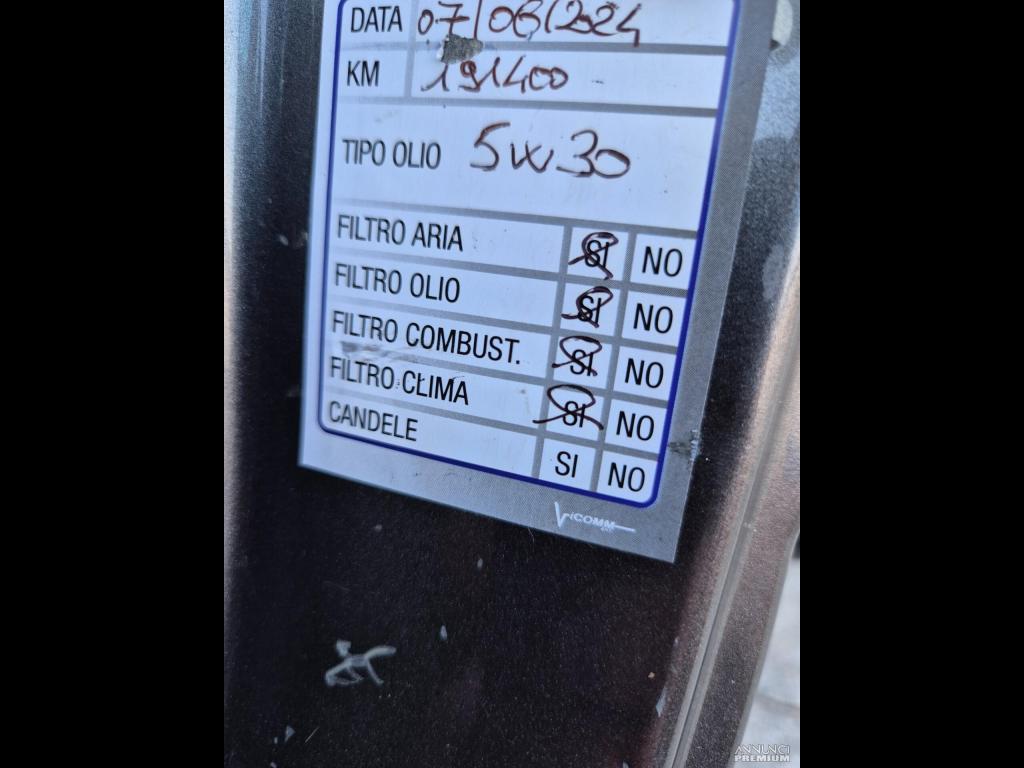 DATA 07/06/2024
KM 191400
TIPO OLIO 5W30
FILTRO ARIA SI NO
FILTRO OLIO SI NO
FILTRO COMBUST. SI NO
FILTRO CLIMA SI NO
CANDELE SI NO
VICOMM
ANNUNCI
PREMIUM